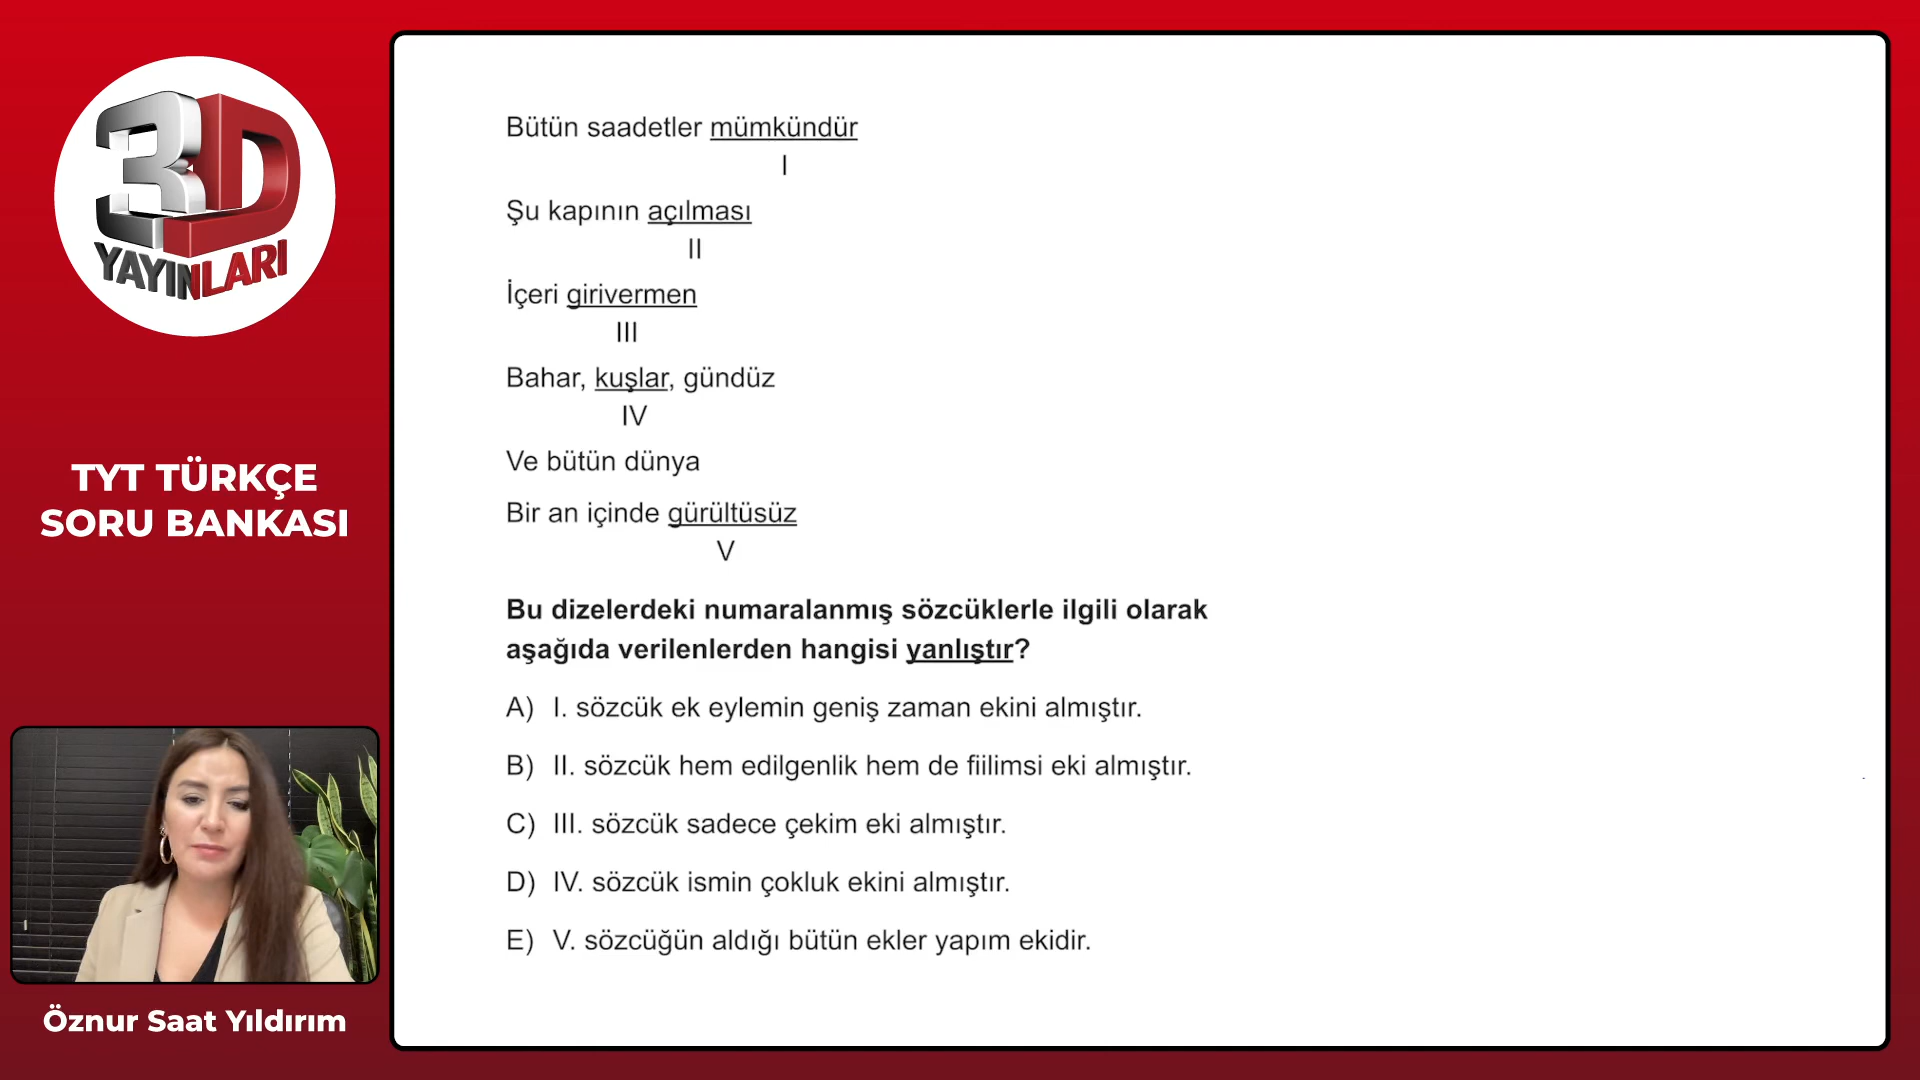 3D
YAYINLARI
TYT TÜRKÇE
SORU BANKASI
Öznur Saat Yıldırım
Bütün saadetler mümkündür
I
Şu kapının açılması
II
İçeri girivermen
III
Bahar, kuşlar, gündüz
IV
Ve bütün dünya
Bir an içinde gürültüsüz
V
Bu dizelerdeki numaralanmış sözcüklerle ilgili olarak
aşağıda verilenlerden hangisi yanlıştır?
A) I. sözcük ek eylemin geniş zaman ekini almıştır.
B) II. sözcük hem edilgenlik hem de fiilimsi eki almıştır.
C) III. sözcük sadece çekim eki almıştır.
D) IV. sözcük ismin çokluk ekini almıştır.
E) V. sözcüğün aldığı bütün ekler yapım ekidir.